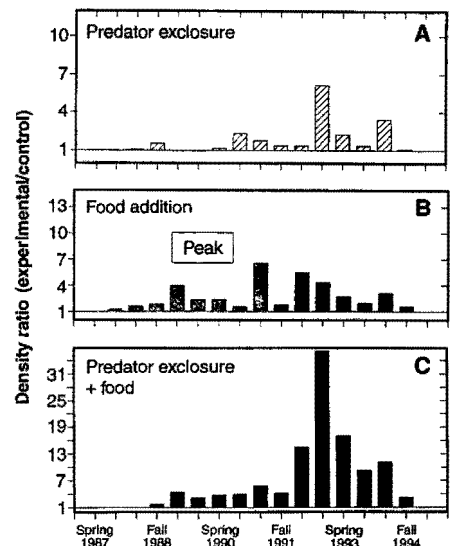 Density ratio (experimental/control)
Predator exclosure
A
10
7
4
1
Food addition
B
Peak
13
10
7
4
1
Predator exclosure
+ food
C
31
25
19
13
7
1
Spring Fall Spring Fall Spring Fall
1987 1988 1990 1991 1993 1994